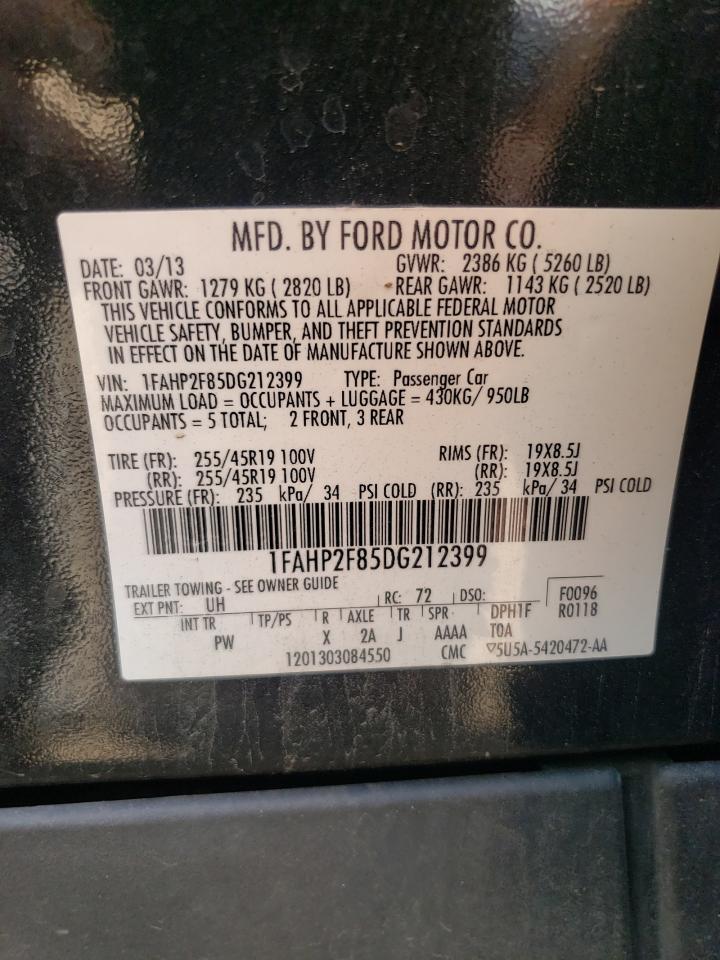 MFD. BY FORD MOTOR CO.
DATE: 03/13 GVWR: 2386 KG ( 5260 LB)
FRONT GAWR: 1279 KG ( 2820 LB) REAR GAWR: 1143 KG ( 2520 LB)
THIS VEHICLE CONFORMS TO ALL APPLICABLE FEDERAL MOTOR
VEHICLE SAFETY, BUMPER, AND THEFT PREVENTION STANDARDS
IN EFFECT ON THE DATE OF MANUFACTURE SHOWN ABOVE.
VIN: 1FAHP2F85DG212399 TYPE: Passenger Car
MAXIMUM LOAD = OCCUPANTS + LUGGAGE = 430KG/ 950LB
OCCUPANTS = 5 TOTAL; 2 FRONT, 3 REAR
TIRE (FR): 255/45R19 100V RIMS (FR): 19X8.5J
(RR): 255/45R19 100V (RR): 19X8.5J
PRESSURE (FR): 235 kPa/ 34 PSI COLD (RR): 235 kPa/ 34 PSI COLD
1FAHP2F85DG212399
TRAILER TOWING - SEE OWNER GUIDE
EXT PNT: UH RC: 72 DSO: F0096
INT TR TP/PS R AXLE TR SPR DPH1F R0118
PW X 2A J AAAA T0A
1201303084550 CMC ▽5U5A-5420472-AA